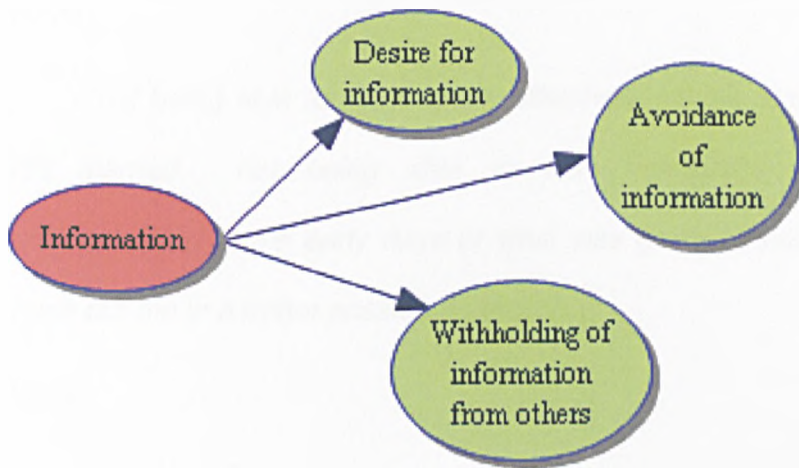 Desire for
information
Avoidance
of
information
Information
Withholding of
information
from others